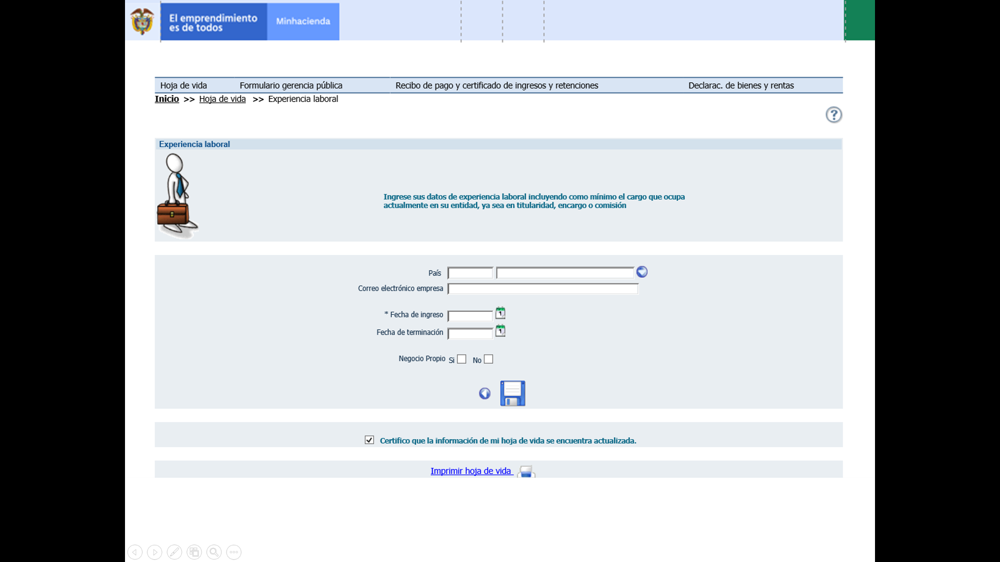 El emprendimiento
es de todos
Minhacienda
Hoja de vida Formulario gerencia pública Recibo de pago y certificado de ingresos y retenciones Declarac. de bienes y rentas
Inicio >> Hoja de vida >> Experiencia laboral
?
Experiencia laboral
Ingrese sus datos de experiencia laboral incluyendo como mínimo el cargo que ocupa
actualmente en su entidad, ya sea en titularidad, encargo o comisión
País
Correo electrónico empresa
* Fecha de ingreso 1
Fecha de terminación 1
Negocio Propio Si No
Certifico que la información de mi hoja de vida se encuentra actualizada.
Imprimir hoja de vida